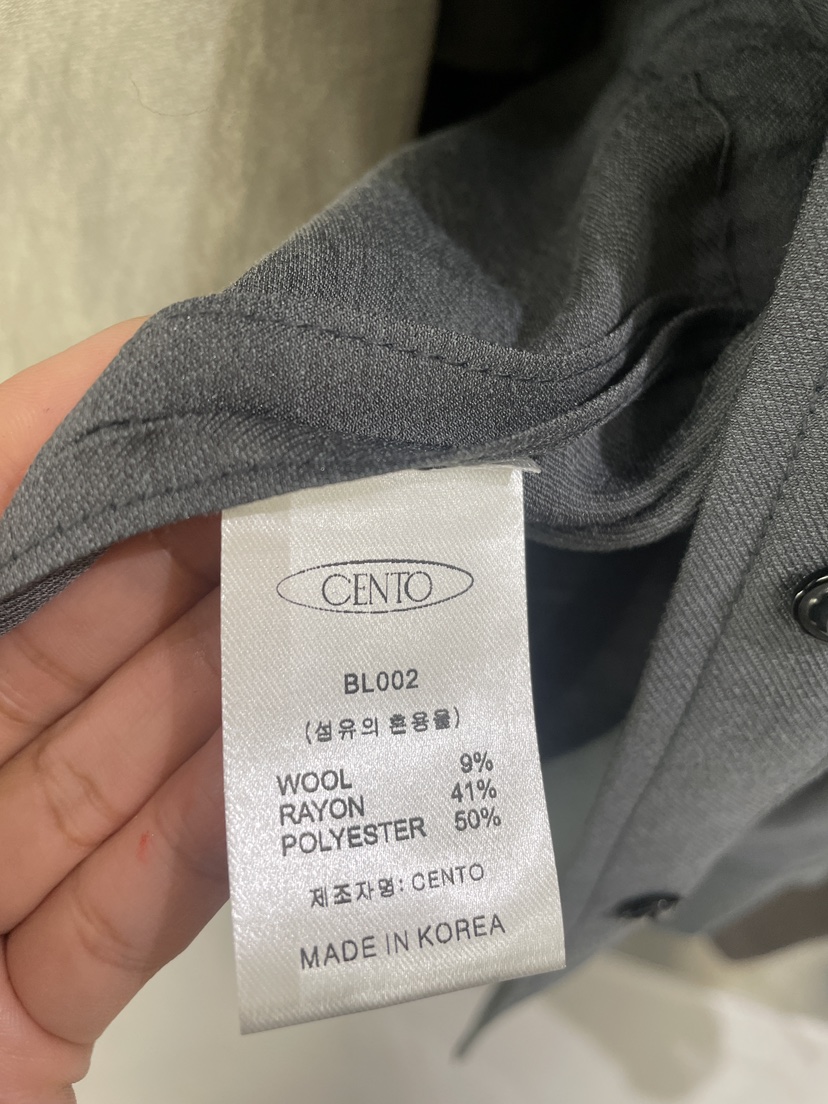 CENTO
BL002
(섬유의 혼용율)
WOOL 9%
RAYON 41%
POLYESTER 50%
제조자명: CENTO
MADE IN KOREA